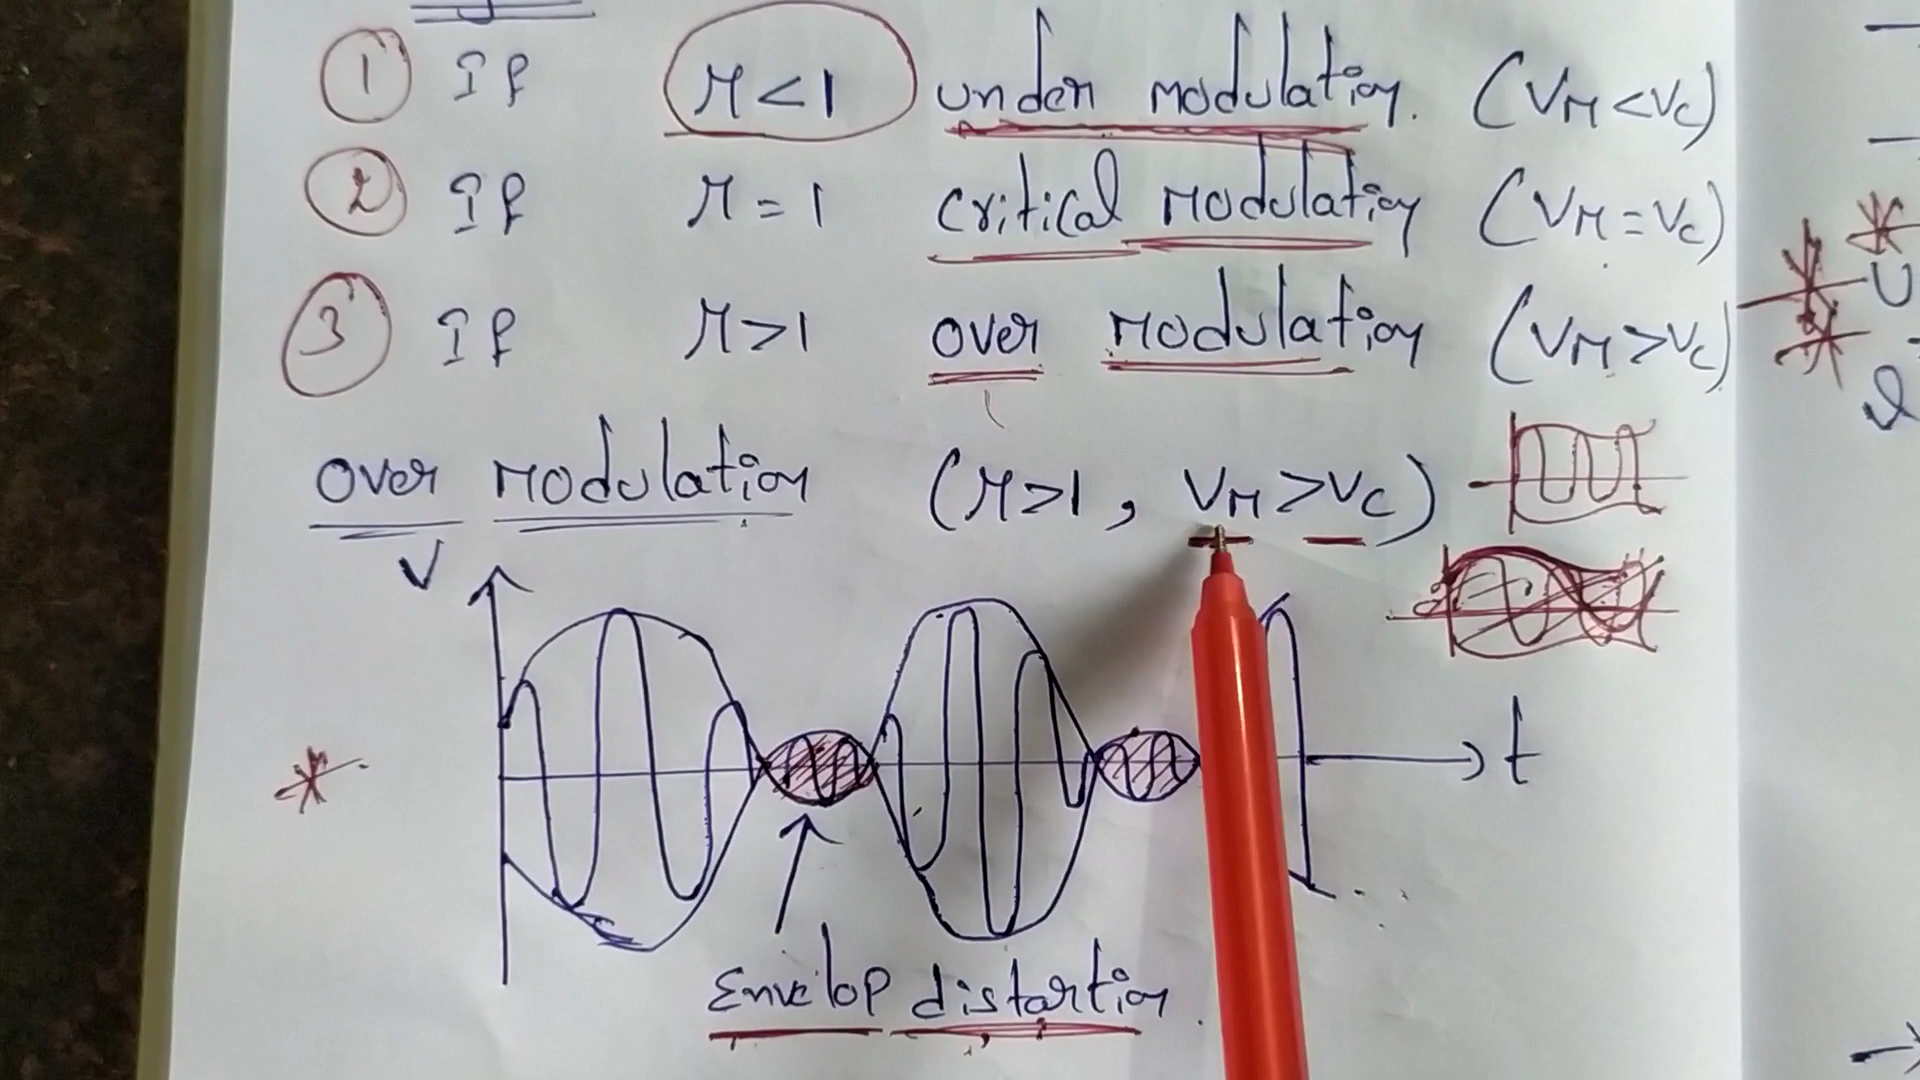 ① If M<1 under modulation. (VM<VC)
② If M=1 critical modulation (VM=VC)
③ If M>1 over modulation (VM>VC)
over modulation (M>1, VM>VC)
V
t
Envelop distortion.